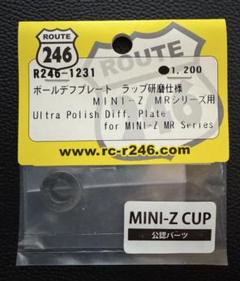 ROUTE
246
R246-1231
●1,200
ボールデフプレート ラップ研磨仕様
MINI-Z MRシリーズ用
Ultra Polish Diff. Plate
for MINI-Z MR Series
www.rc-r246.com
MINI-Z CUP
公認パーツ